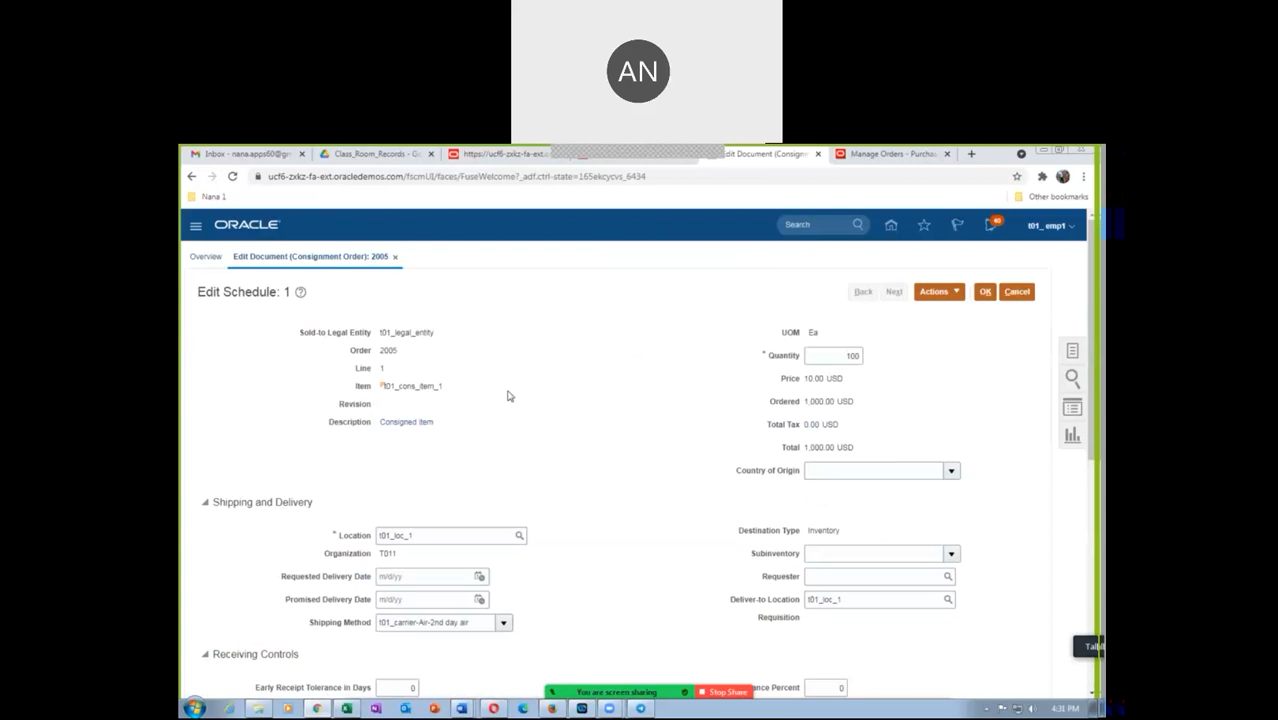 AN
Inbox - nana.apps60@gm
Class_Room_Records - Go
https://ucf6-zxkz-fa-ext.
dit Document (Consignm
Manage Orders - Purchas
ucf6-zxkz-fa-ext.oracledemos.com/fscmUI/faces/FuseWelcome?_adf.ctrl-state=165ekcycvs_6434
Nana 1
Other bookmarks
ORACLE
Search
t01_emp1
Overview
Edit Document (Consignment Order): 2005
Edit Schedule: 1
Back
Next
Actions
OK
Cancel
Sold-to Legal Entity t01_legal_entity
Order 2005
Line 1
Item t01_cons_item_1
Revision
Description Consigned Item
UOM Ea
* Quantity 100
Price 10.00 USD
Ordered 1,000.00 USD
Total Tax 0.00 USD
Total 1,000.00 USD
Country of Origin
Shipping and Delivery
* Location t01_loc_1
Organization T011
Requested Delivery Date m/d/yy
Promised Delivery Date m/d/yy
Shipping Method t01_carrier-Air-2nd day air
Destination Type Inventory
Subinventory
Requester
Deliver-to Location t01_loc_1
Requisition
Receiving Controls
Early Receipt Tolerance in Days 0
ance Percent 0
You are screen sharing
Stop Share
4:31 PM